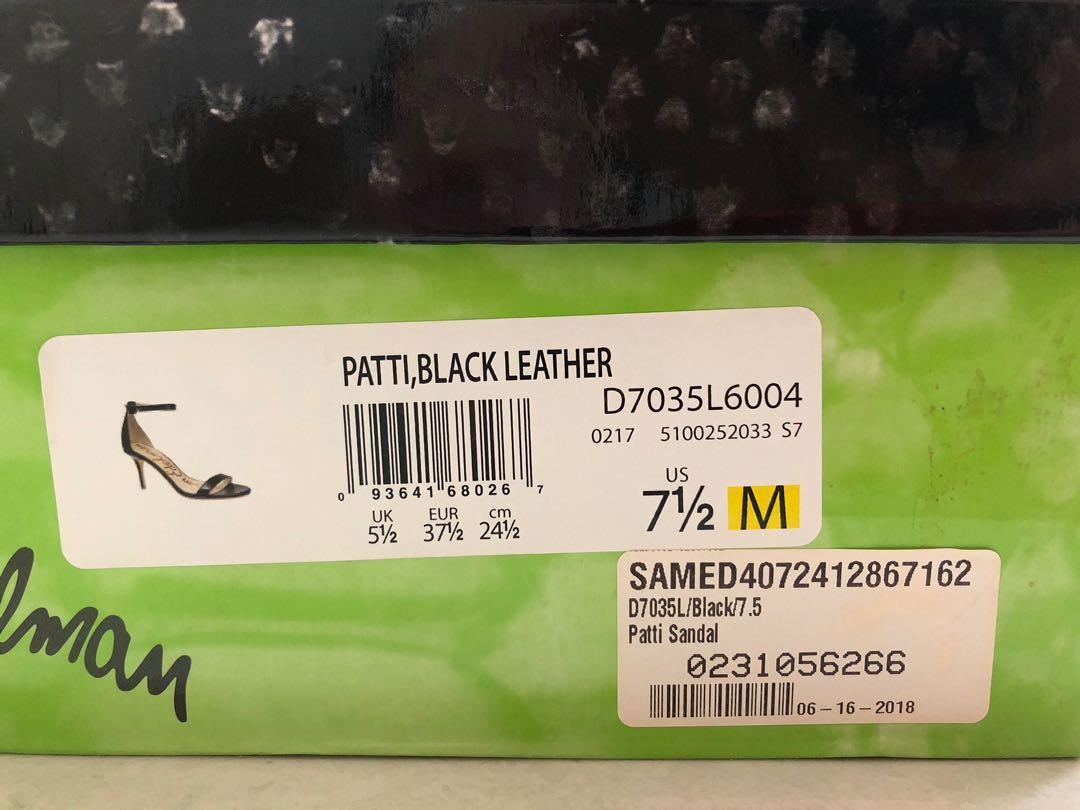 PATTI,BLACK LEATHER
D7035L6004
0217 5100252033 S7
0 93641 68026 7
UK EUR cm
5½ 37½ 24½
US
7½ M
lman
SAMED4072412867162
D7035L/Black/7.5
Patti Sandal
0231056266
06-16-2018